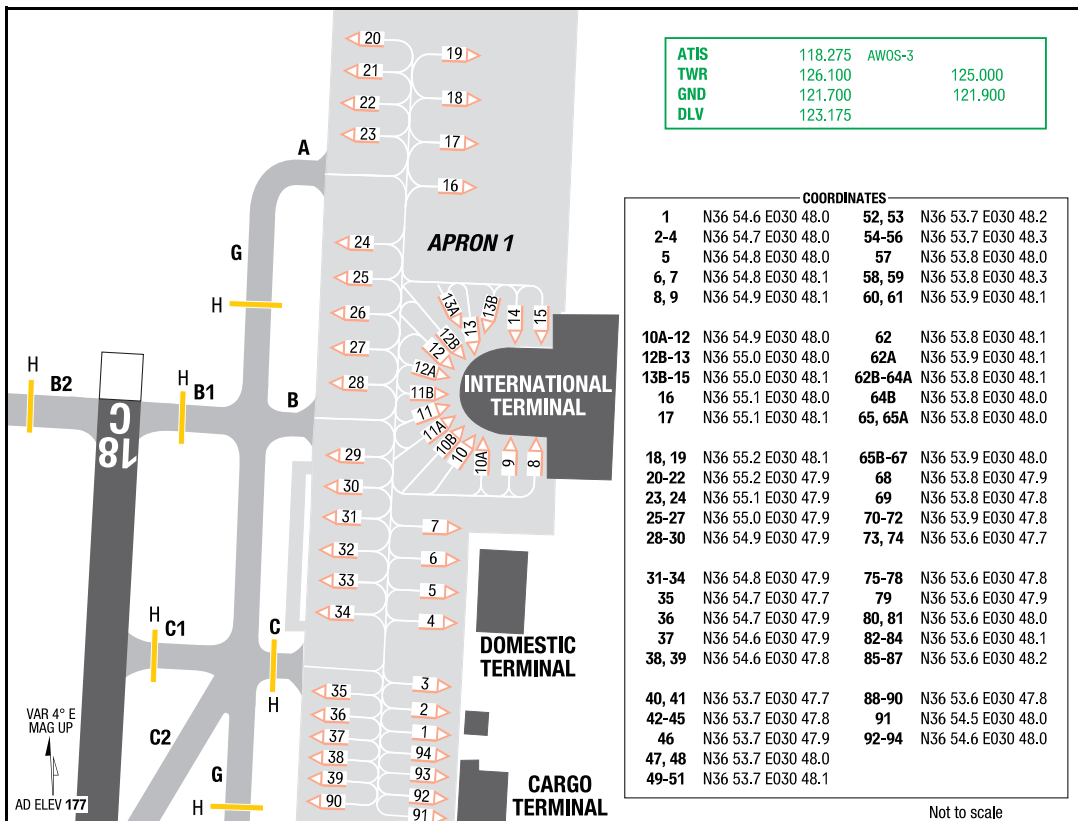 ATIS 118.275 AWOS-3
TWR 126.100 125.000
GND 121.700 121.900
DLV 123.175
20
19
21
22
18
23
17
A
16
24
APRON 1
G
25
H
26
27
28
13A
13
13B
14
15
12B
12
12A
11B
11
11A
10B
10
10A
9
8
INTERNATIONAL
TERMINAL
H
B2
H
B1
B
18
C
29
30
31
32
33
34
7
6
5
4
DOMESTIC
TERMINAL
H
C1
C
H
C2
G
H
35
36
37
38
39
90
3
2
1
94
93
92
91
CARGO
TERMINAL
VAR 4° E
MAG UP
AD ELEV 177
COORDINATES
1 N36 54.6 E030 48.0 52, 53 N36 53.7 E030 48.2
2-4 N36 54.7 E030 48.0 54-56 N36 53.7 E030 48.3
5 N36 54.8 E030 48.0 57 N36 53.8 E030 48.0
6, 7 N36 54.8 E030 48.1 58, 59 N36 53.8 E030 48.3
8, 9 N36 54.9 E030 48.1 60, 61 N36 53.9 E030 48.1
10A-12 N36 54.9 E030 48.0 62 N36 53.8 E030 48.1
12B-13 N36 55.0 E030 48.0 62A N36 53.9 E030 48.1
13B-15 N36 55.0 E030 48.1 62B-64A N36 53.8 E030 48.1
16 N36 55.1 E030 48.0 64B N36 53.8 E030 48.0
17 N36 55.1 E030 48.1 65, 65A N36 53.8 E030 48.0
18, 19 N36 55.2 E030 48.1 65B-67 N36 53.9 E030 48.0
20-22 N36 55.2 E030 47.9 68 N36 53.8 E030 47.9
23, 24 N36 55.1 E030 47.9 69 N36 53.8 E030 47.8
25-27 N36 55.0 E030 47.9 70-72 N36 53.9 E030 47.8
28-30 N36 54.9 E030 47.9 73, 74 N36 53.6 E030 47.7
31-34 N36 54.8 E030 47.9 75-78 N36 53.6 E030 47.8
35 N36 54.7 E030 47.7 79 N36 53.6 E030 47.9
36 N36 54.7 E030 47.9 80, 81 N36 53.6 E030 48.0
37 N36 54.6 E030 47.9 82-84 N36 53.6 E030 48.1
38, 39 N36 54.6 E030 47.8 85-87 N36 53.6 E030 48.2
40, 41 N36 53.7 E030 47.7 88-90 N36 53.6 E030 47.8
42-45 N36 53.7 E030 47.8 91 N36 54.5 E030 48.0
46 N36 53.7 E030 47.9 92-94 N36 54.6 E030 48.0
47, 48 N36 53.7 E030 48.0
49-51 N36 53.7 E030 48.1
Not to scale